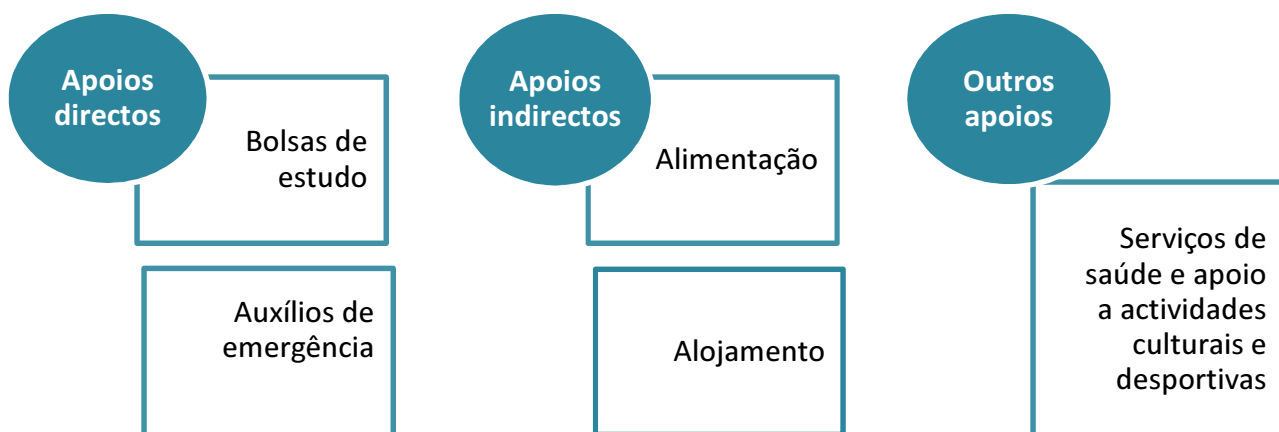 Apoios
directos
Bolsas de
estudo
Auxílios de
emergência
Apoios
indirectos
Alimentação
Alojamento
Outros
apoios
Serviços de
saúde e apoio
a actividades
culturais e
desportivas